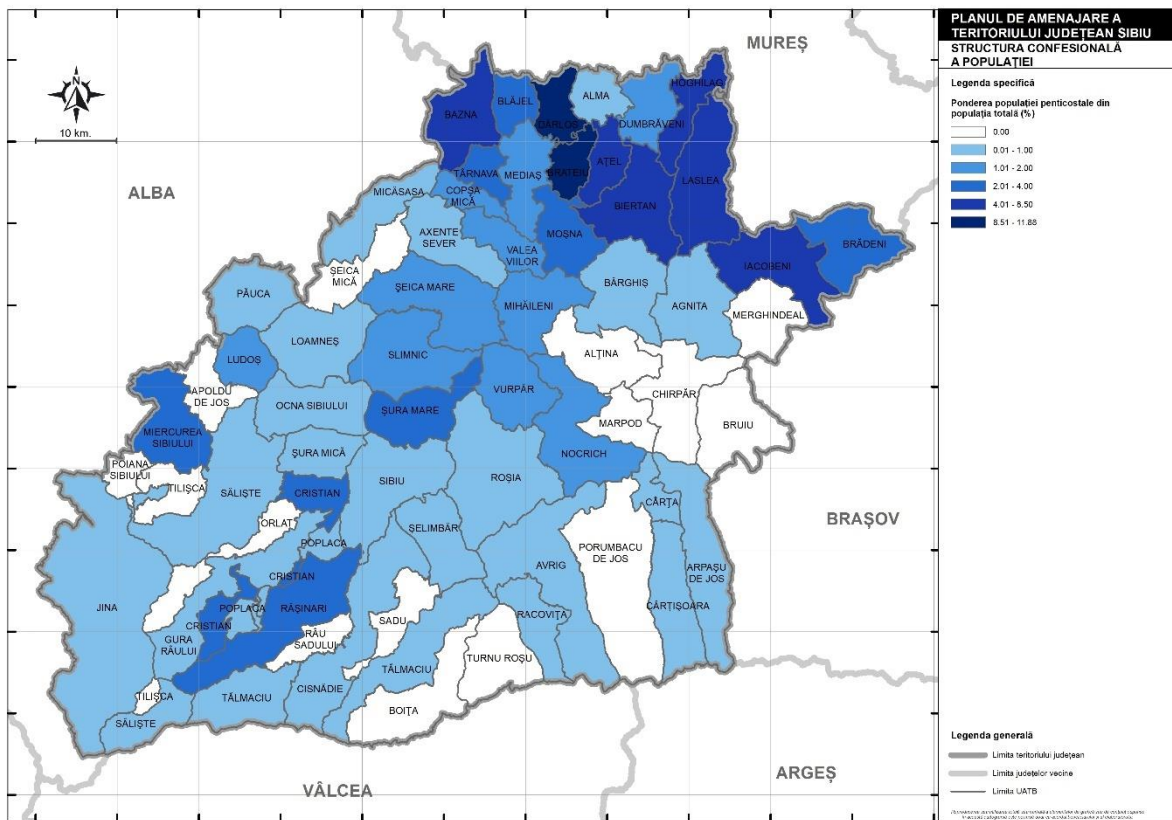 PLANUL DE AMENAJARE A
TERITORIULUI JUDEȚEAN SIBIU
STRUCTURA CONFESIONALĂ
A POPULAȚIEI
Legenda specifică
Ponderea populației penticostale din
populația totală (%)
0.00
0.01 - 1.00
1.01 - 2.00
2.01 - 4.00
4.01 - 8.50
8.51 - 11.88
10 km.
MUREȘ
ALBA
BRAȘOV
ARGEȘ
VÂLCEA
HOGHILAG
BAZNA
BLĂJEL
DÂRLOS
ALMA
DUMBRĂVENI
TÂRNAVA
MEDIAȘ
BRATEIU
AȚEL
LASLEA
MICĂSASA
COPȘA
MICĂ
BIERTAN
AXENTE
SEVER
MOȘNA
VALEA
VIILOR
BRĂDENI
ȘEICA
MICĂ
IACOBENI
PĂUCA
ȘEICA MARE
MIHĂILENI
BÂRGHIȘ
AGNITA
MERGHINDEAL
LOAMNEȘ
LUDOȘ
SLIMNIC
ALȚINA
APOLDU
DE JOS
VURPĂR
CHIRPĂR
OCNA SIBIULUI
ȘURA MARE
MARPOD
BRUIU
MIERCUREA
SIBIULUI
ȘURA MICĂ
NOCRICH
POIANA
SIBIULUI
TILIȘCA
SĂLIȘTE
CRISTIAN
SIBIU
ROȘIA
CÂRȚA
ORLAT
ȘELIMBĂR
POPLACA
PORUMBACU
DE JOS
AVRIG
ARPAȘU
DE JOS
CRISTIAN
JINA
POPLACA
RĂȘINARI
CÂRȚIȘOARA
CRISTIAN
SADU
RACOVIȚA
GURA
RÂULUI
RÂU
SADULUI
TURNU ROȘU
TĂLMACIU
TILIȘCA
TĂLMACIU
CISNĂDIE
BOIȚA
SĂLIȘTE
Legenda generală
Limita teritoriului județean
Limita județelor vecine
Limita UATB